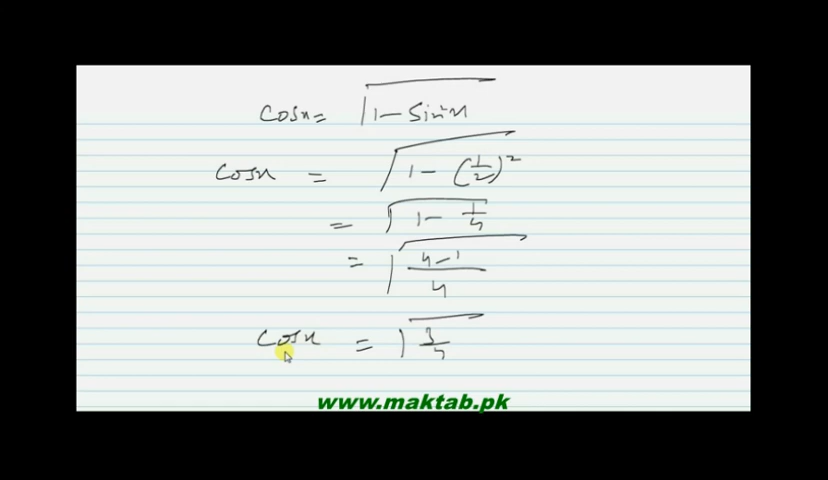 cosx = √1 - sin²x
cosx = √1 - (1/2)²
= √1 - 1/4
= √4-1/4
cosx = √3/4
www.maktab.pk